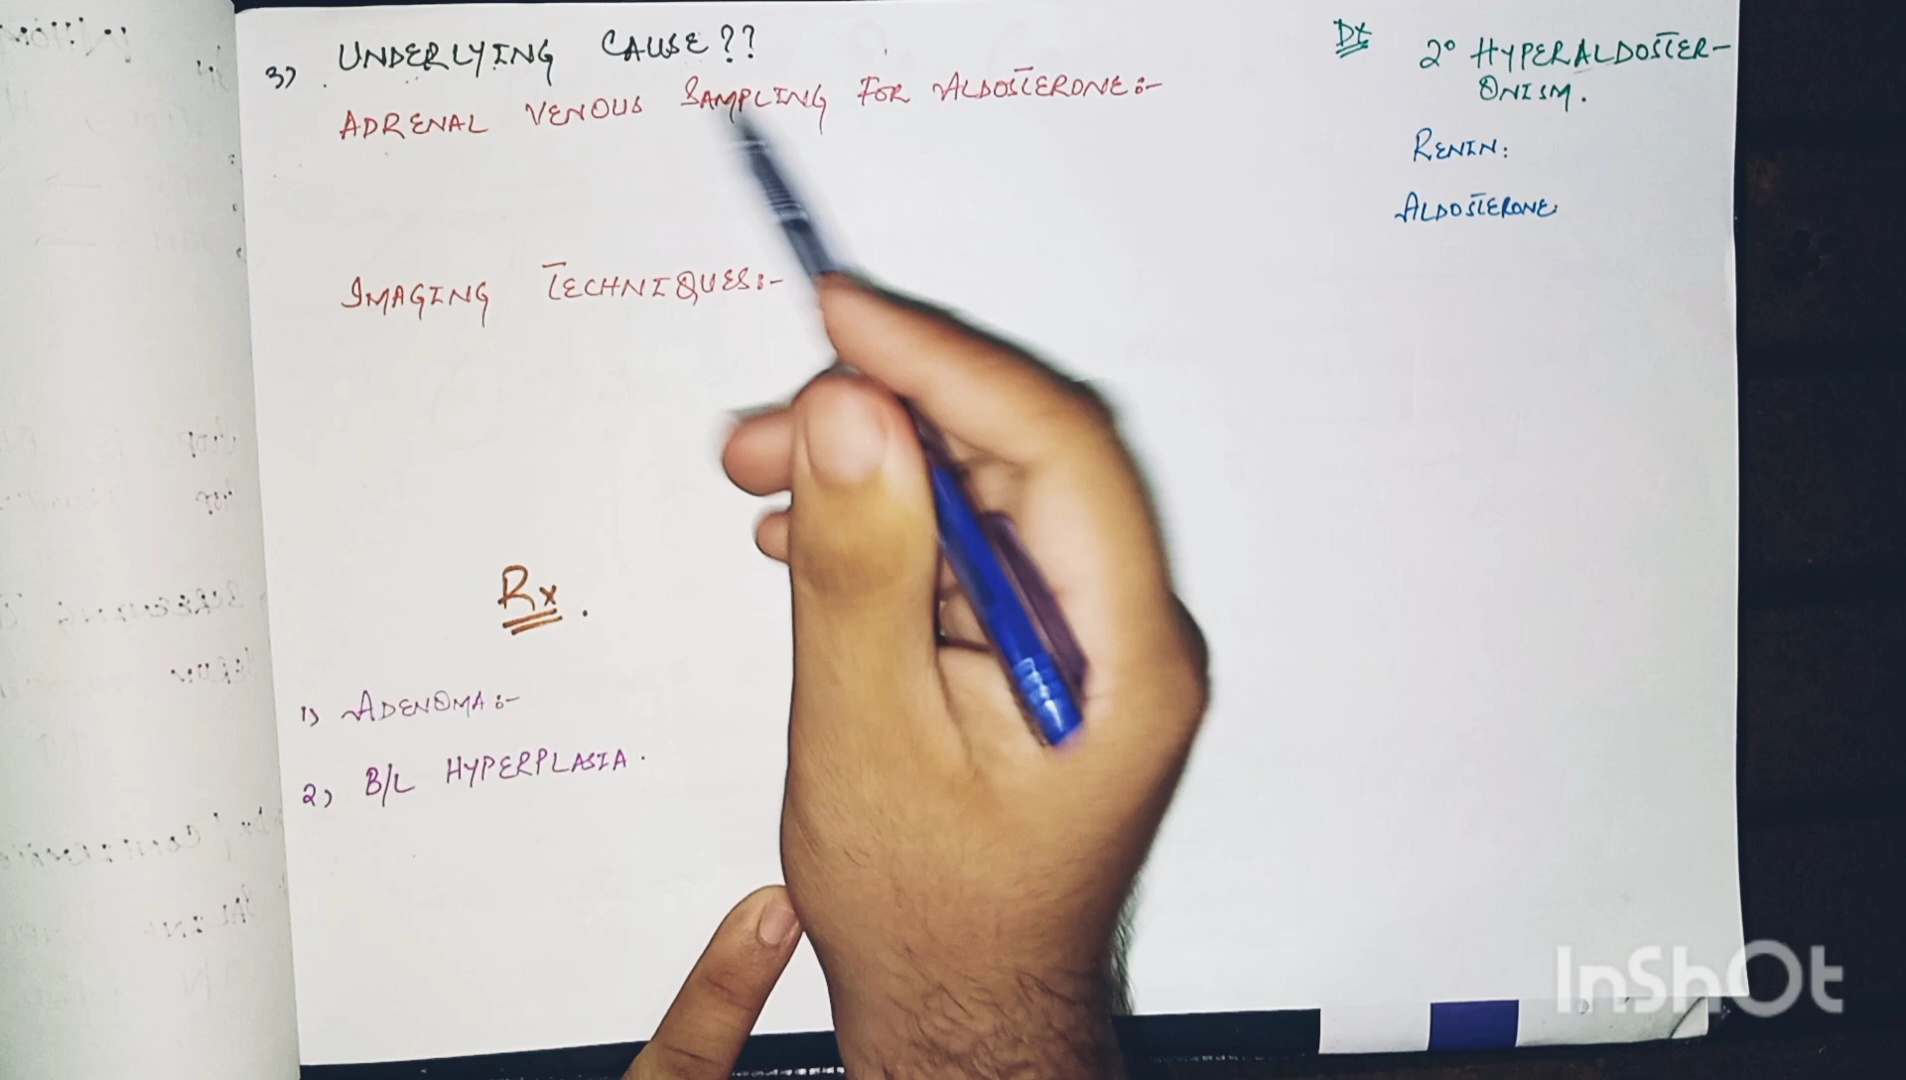 3) UNDERLYING CAUSE??
ADRENAL VENOUS SAMPLING FOR ALDOSTERONE:-
IMAGING TECHNIQUES:-
Rx.
1) ADENOMA:-
2) B/L HYPERPLASIA.
Dx
2° HYPERALDOSTER-
ONISM.
RENIN:
ALDOSTERONE:
InShOt